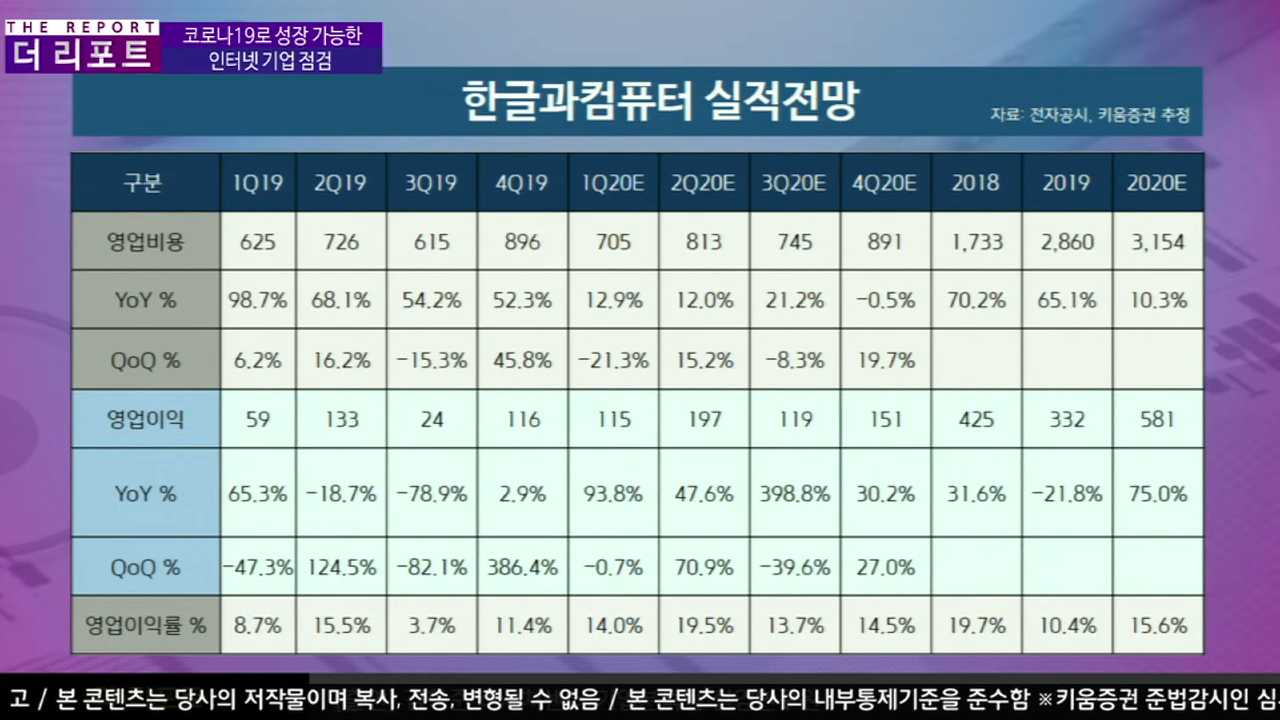 THE REPORT
더 리포트
코로나19로 성장 가능한
인터넷 기업 점검
한글과컴퓨터 실적전망
자료: 전자공시, 키움증권 추정
구분 1Q19 2Q19 3Q19 4Q19 1Q20E 2Q20E 3Q20E 4Q20E 2018 2019 2020E
영업비용 625 726 615 896 705 813 745 891 1,733 2,860 3,154
YoY % 98.7% 68.1% 54.2% 52.3% 12.9% 12.0% 21.2% -0.5% 70.2% 65.1% 10.3%
QoQ % 6.2% 16.2% -15.3% 45.8% -21.3% 15.2% -8.3% 19.7%
영업이익 59 133 24 116 115 197 119 151 425 332 581
YoY % 65.3% -18.7% -78.9% 2.9% 93.8% 47.6% 398.8% 30.2% 31.6% -21.8% 75.0%
QoQ % -47.3% 124.5% -82.1% 386.4% -0.7% 70.9% -39.6% 27.0%
영업이익률 % 8.7% 15.5% 3.7% 11.4% 14.0% 19.5% 13.7% 14.5% 19.7% 10.4% 15.6%
고 / 본 콘텐츠는 당사의 저작물이며 복사, 전송, 변형될 수 없음 / 본 콘텐츠는 당사의 내부통제기준을 준수함 ※키움증권 준법감시인 심